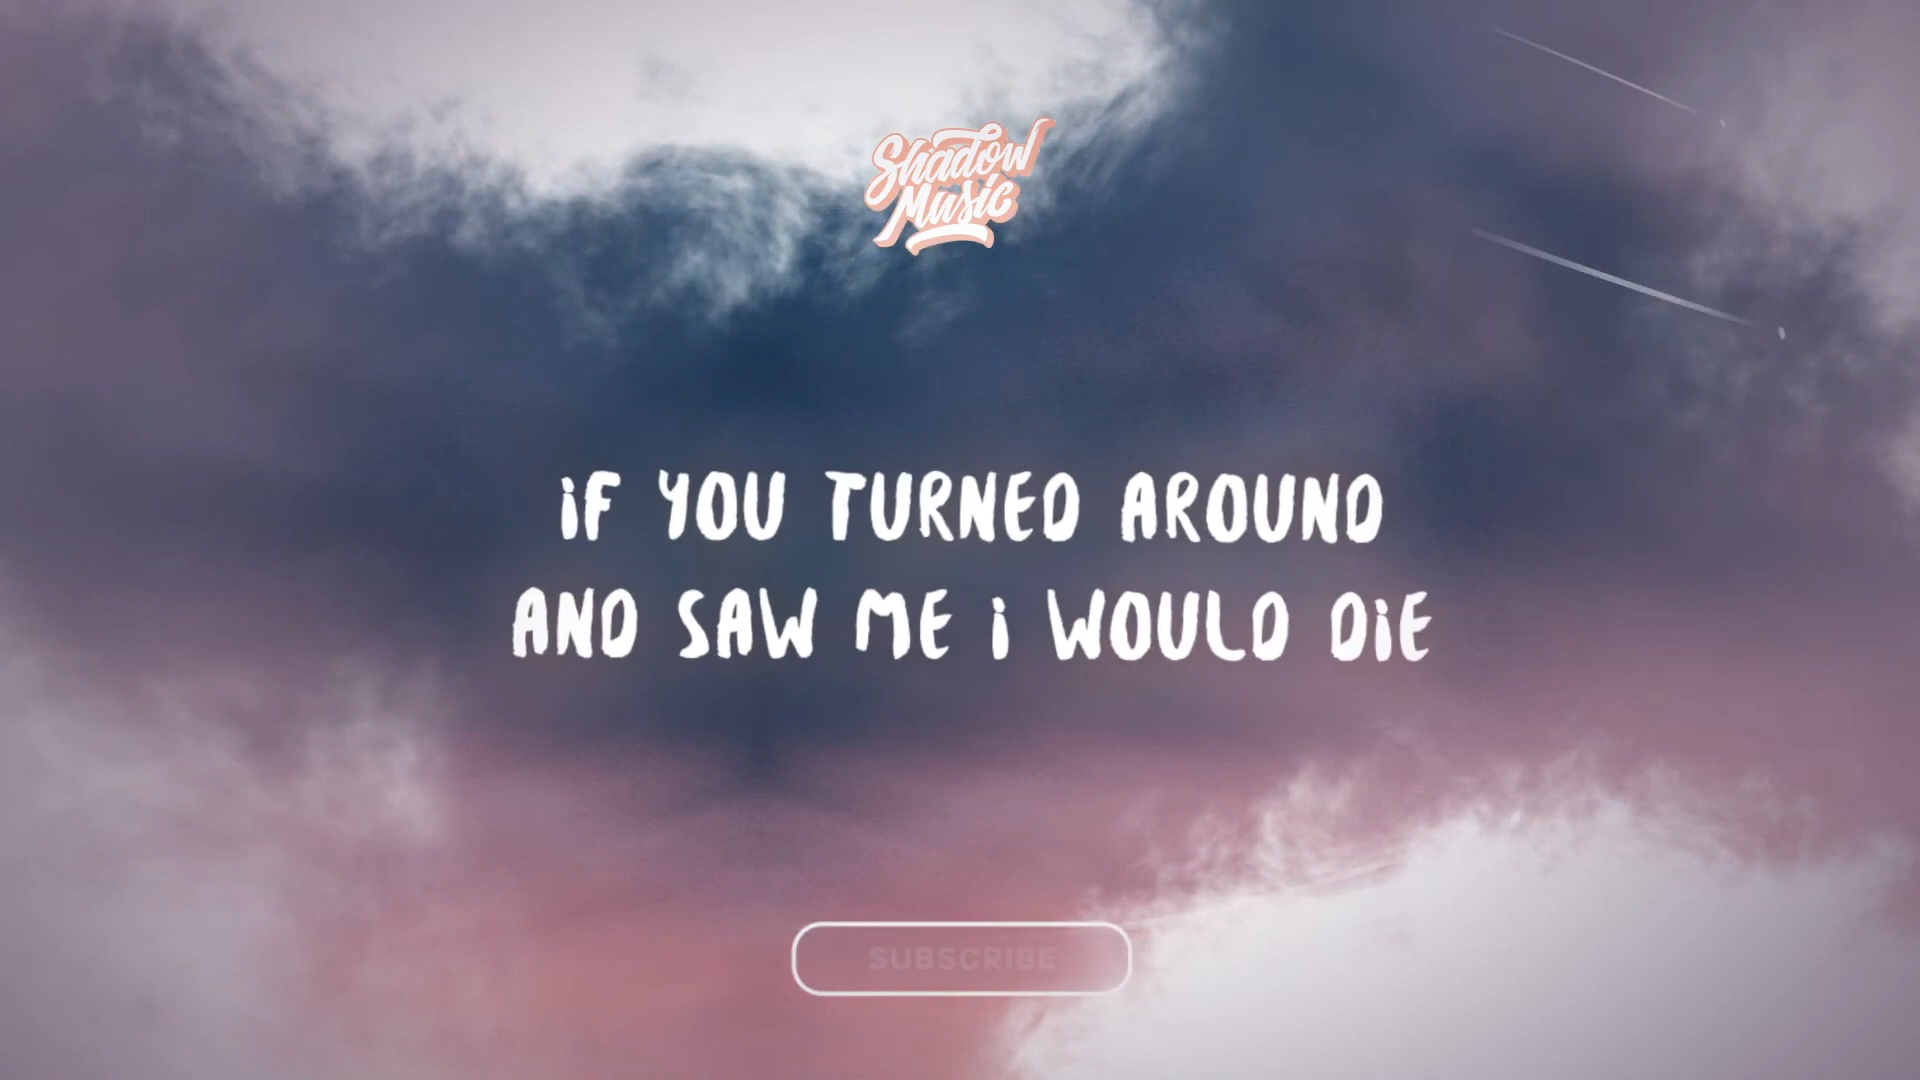 Shadow
Music
iF YOU TURNED AROUND
AND SAW ME i WOULD DiE
SUBSCRIBE